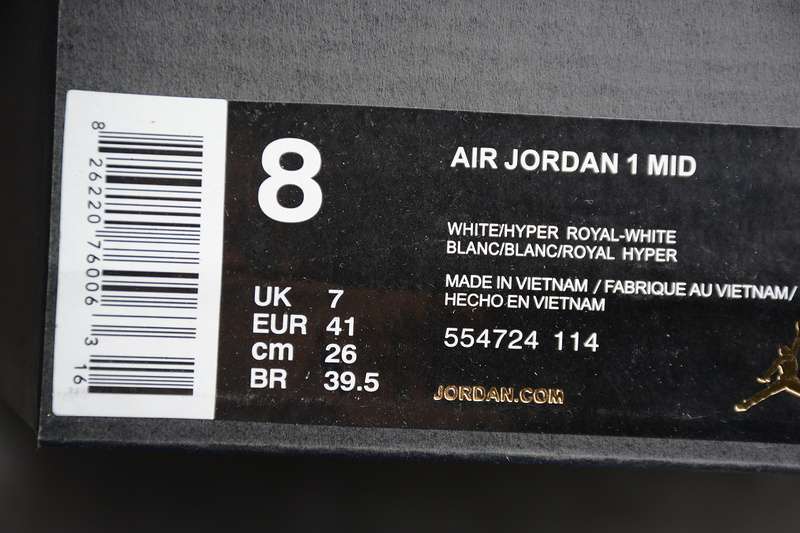 8 26220 76006 3 16
8
UK 7
EUR 41
cm 26
BR 39.5
AIR JORDAN 1 MID
WHITE/HYPER ROYAL-WHITE
BLANC/BLANC/ROYAL HYPER
MADE IN VIETNAM / FABRIQUE AU VIETNAM/
HECHO EN VIETNAM
554724 114
JORDAN.COM